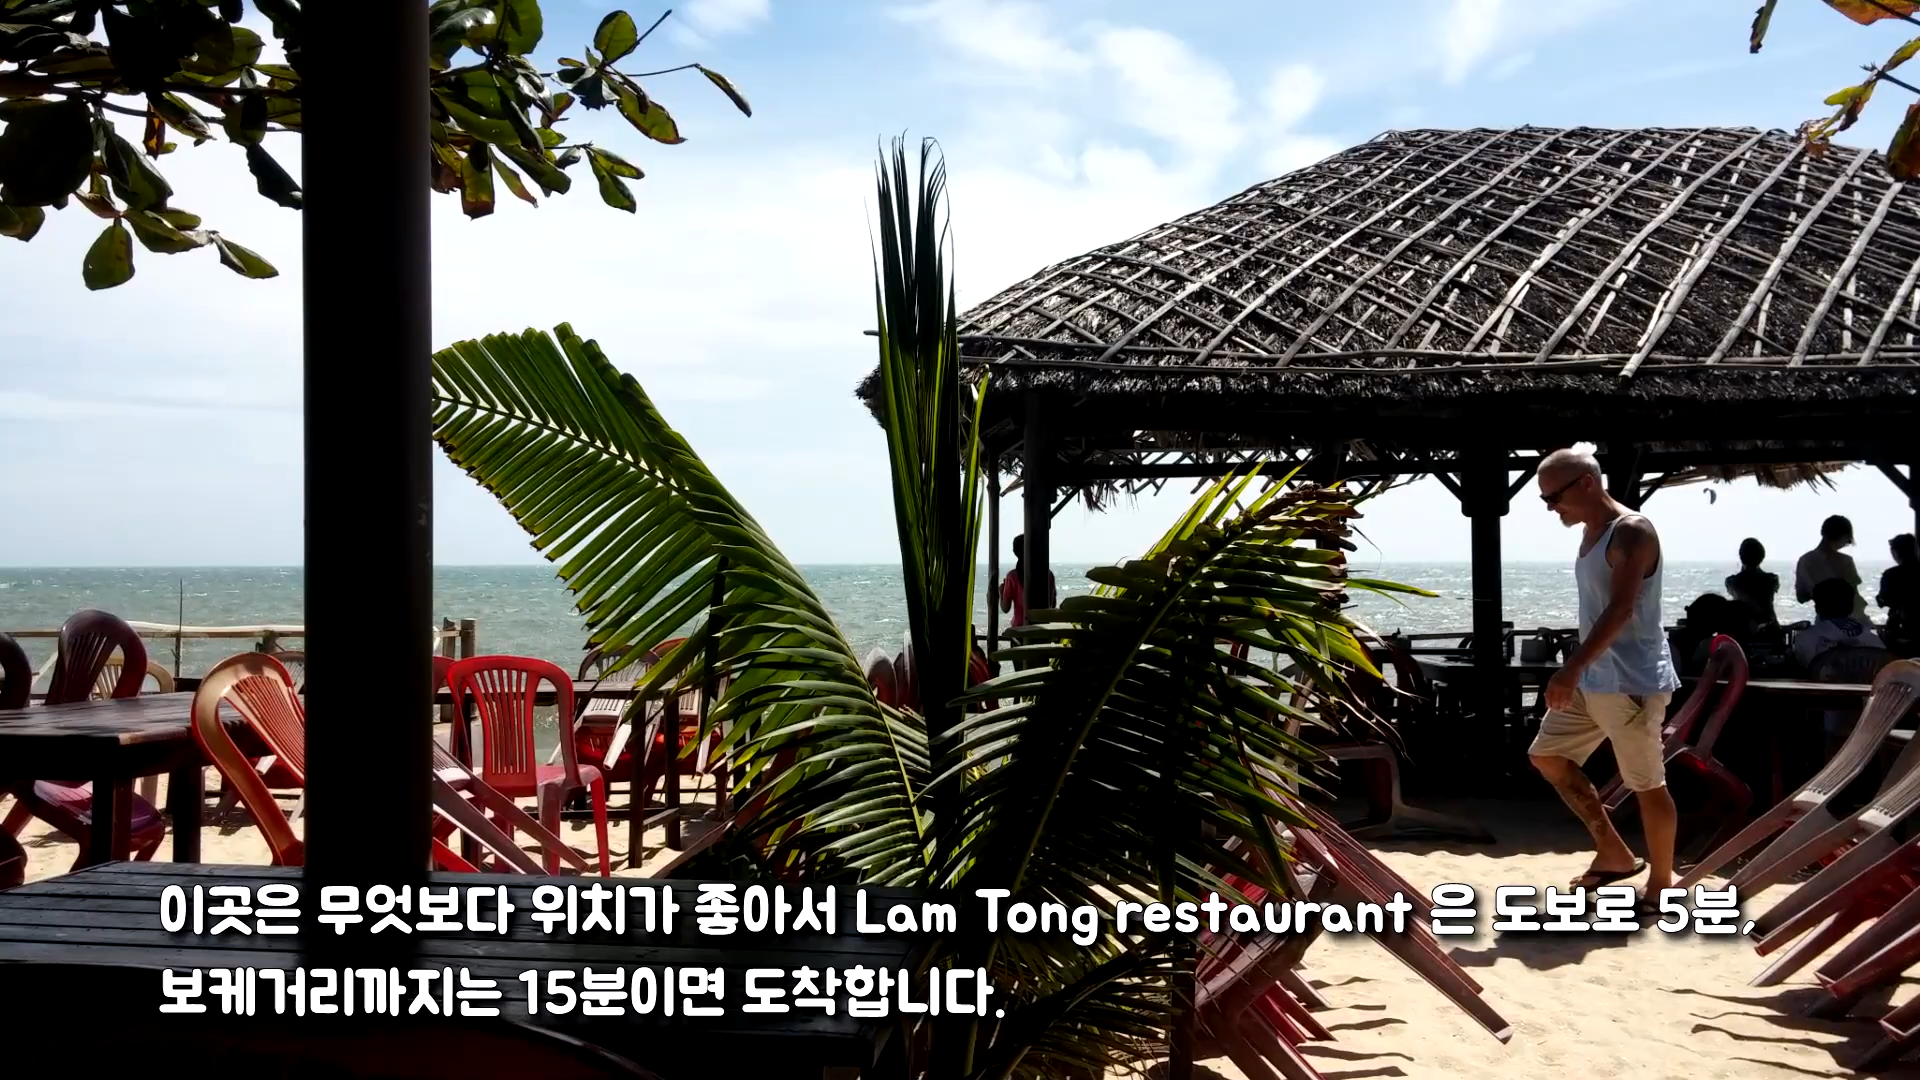 이곳은 무엇보다 위치가 좋아서 Lam Tong restaurant 은 도보로 5분,
보케거리까지는 15분이면 도착합니다.